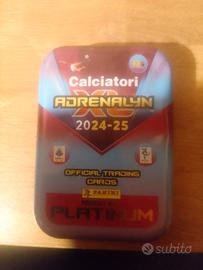 Calciatori
ADRENALYN
XL
2024-25
OFFICIAL TRADING
CARDS
PANINI
PLATINUM
subito